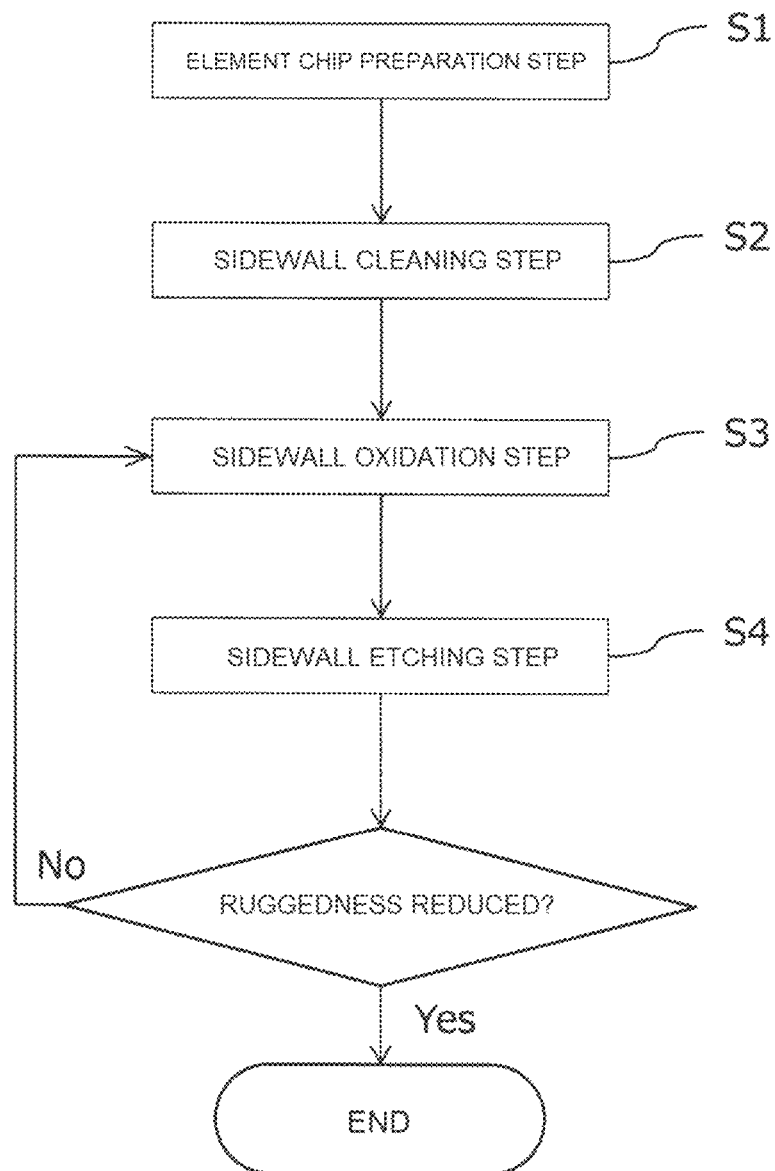 ELEMENT CHIP PREPARATION STEP
S1
SIDEWALL CLEANING STEP
S2
SIDEWALL OXIDATION STEP
S3
SIDEWALL ETCHING STEP
S4
No
RUGGEDNESS REDUCED?
Yes
END